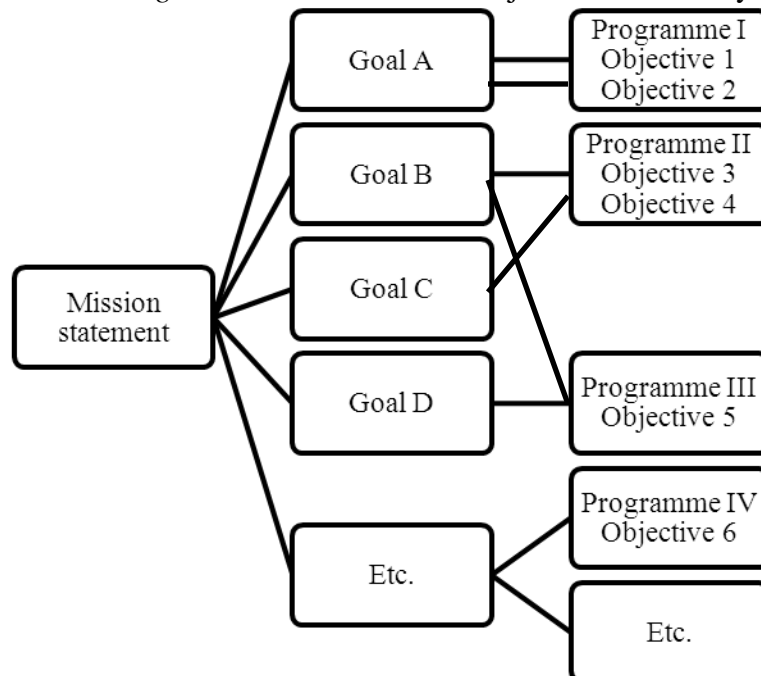 Goal A
Programme I
Objective 1
Objective 2
Goal B
Programme II
Objective 3
Objective 4
Mission
statement
Goal C
Goal D
Programme III
Objective 5
Programme IV
Objective 6
Etc.
Etc.